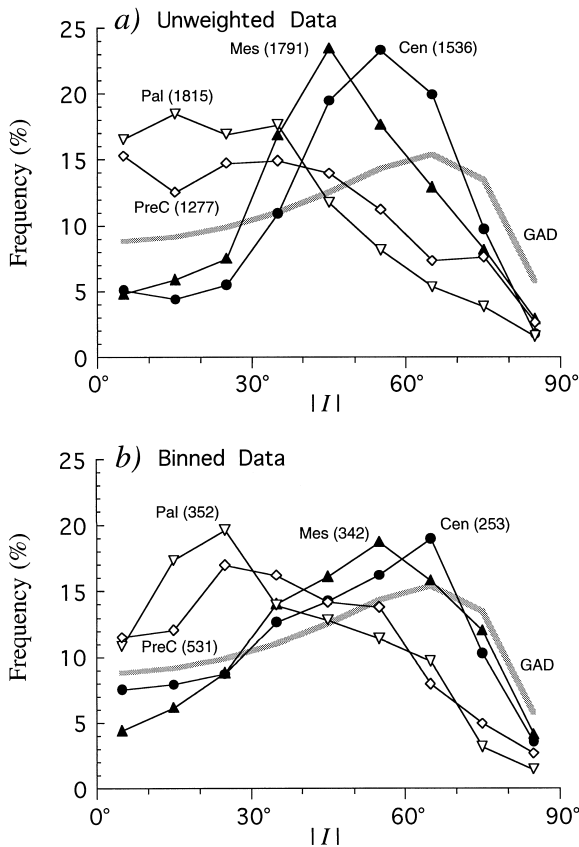 a) Unweighted Data
25
20
15
10
5
0
Frequency (%)
Mes (1791)
Cen (1536)
Pal (1815)
PreC (1277)
GAD
0° 30° 60° 90°
|I|
b) Binned Data
25
20
15
10
5
0
Frequency (%)
Pal (352)
Mes (342)
Cen (253)
PreC (531)
GAD
0° 30° 60° 90°
|I|